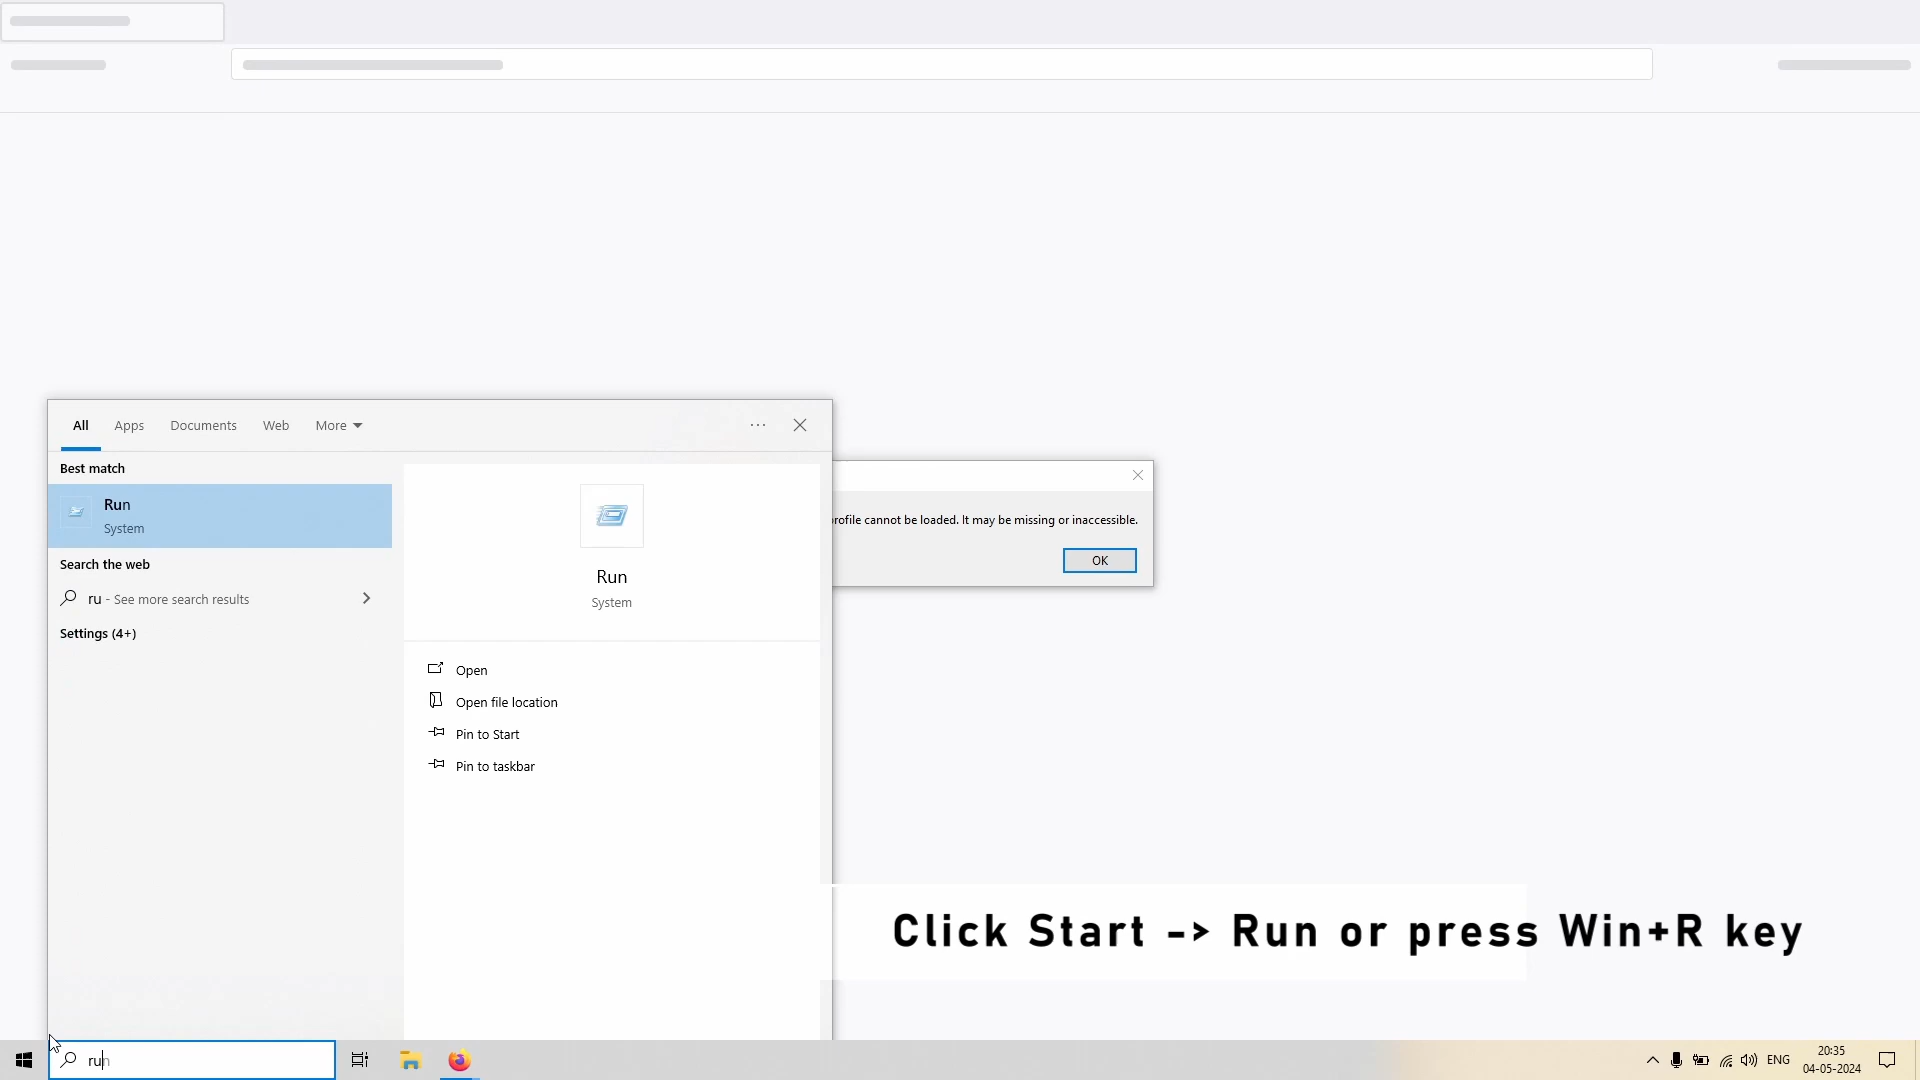 All Apps Documents Web More
Best match
Run
System
Search the web
ru - See more search results
Settings (4+)
Run
System
Open
Open file location
Pin to Start
Pin to taskbar
rofile cannot be loaded. It may be missing or inaccessible.
OK
Click Start -> Run or press Win+R key
run
ENG
20:35
04-05-2024